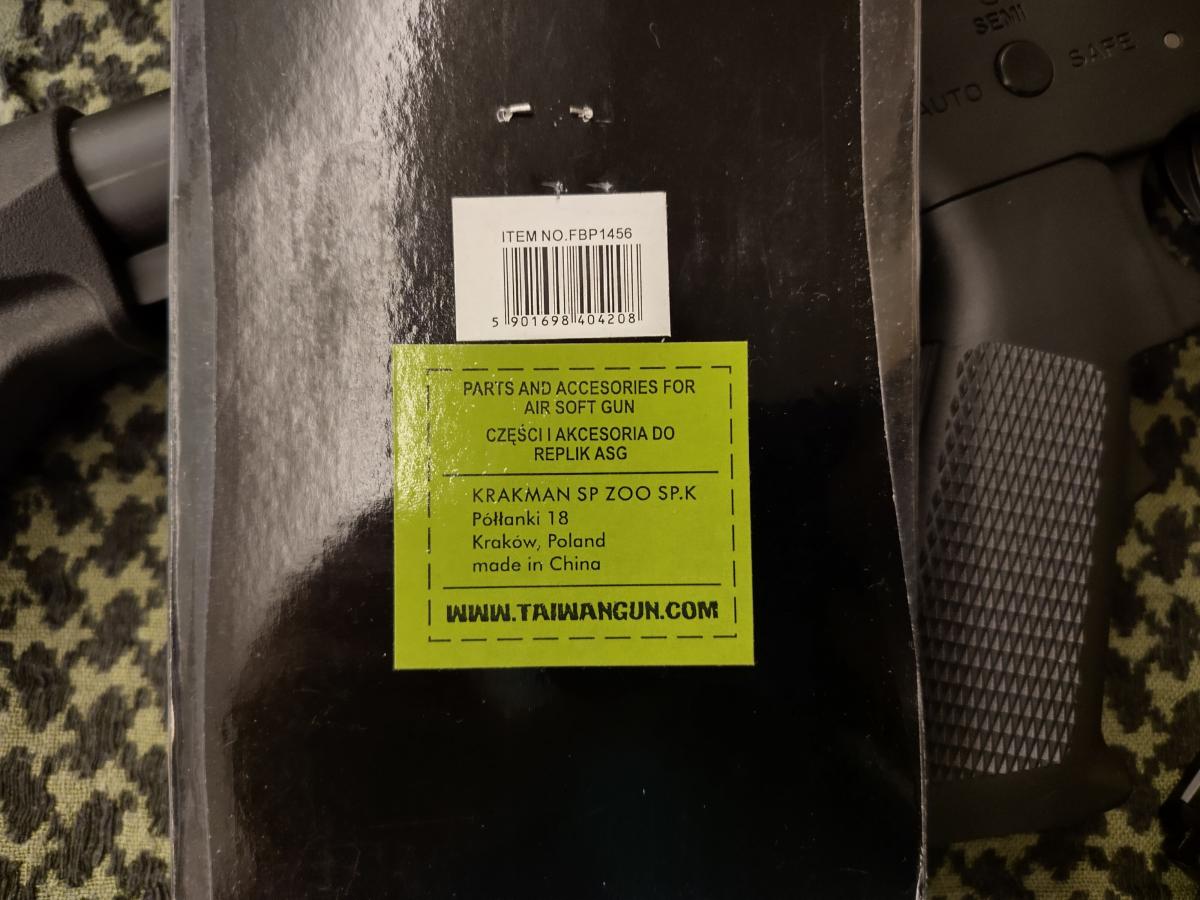 SEMI
SAFE
AUTO
ITEM NO.FBP1456
5 901698 404208
PARTS AND ACCESORIES FOR
AIR SOFT GUN
CZĘŚCI I AKCESORIA DO
REPLIK ASG
KRAKMAN SP ZOO SP.K
Półłanki 18
Kraków, Poland
made in China
WWW.TAIWANGUN.COM